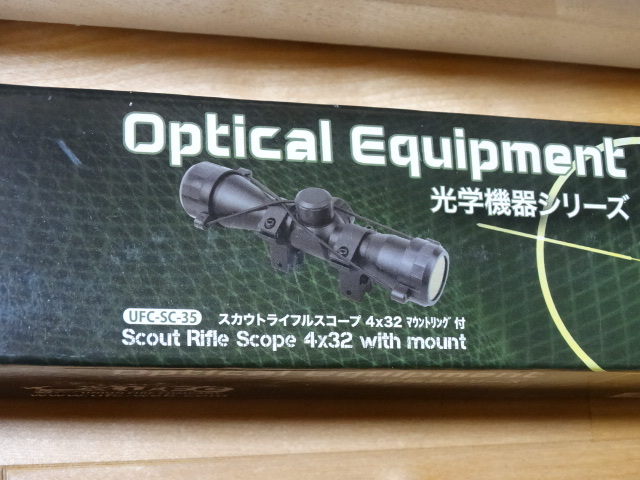 Optical Equipment
光学機器シリーズ
UFC-SC-35 スカウトライフルスコープ 4x32 マウントリング付
Scout Rifle Scope 4x32 with mount